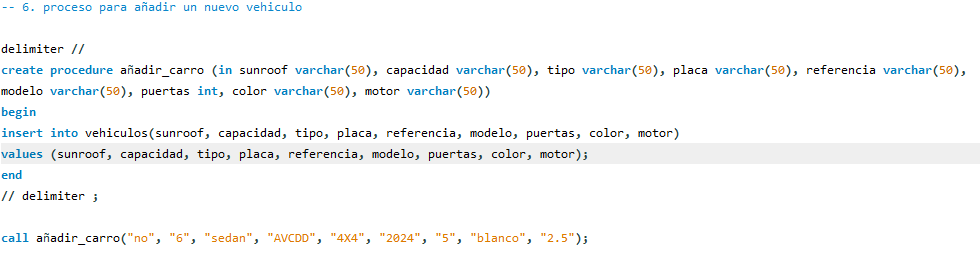 -- 6. proceso para añadir un nuevo vehiculo
delimiter //
create procedure añadir_carro (in sunroof varchar(50), capacidad varchar(50), tipo varchar(50), placa varchar(50), referencia varchar(50),
modelo varchar(50), puertas int, color varchar(50), motor varchar(50))
begin
insert into vehiculos(sunroof, capacidad, tipo, placa, referencia, modelo, puertas, color, motor)
values (sunroof, capacidad, tipo, placa, referencia, modelo, puertas, color, motor);
end
// delimiter ;
call añadir_carro("no", "6", "sedan", "AVCDD", "4X4", "2024", "5", "blanco", "2.5");